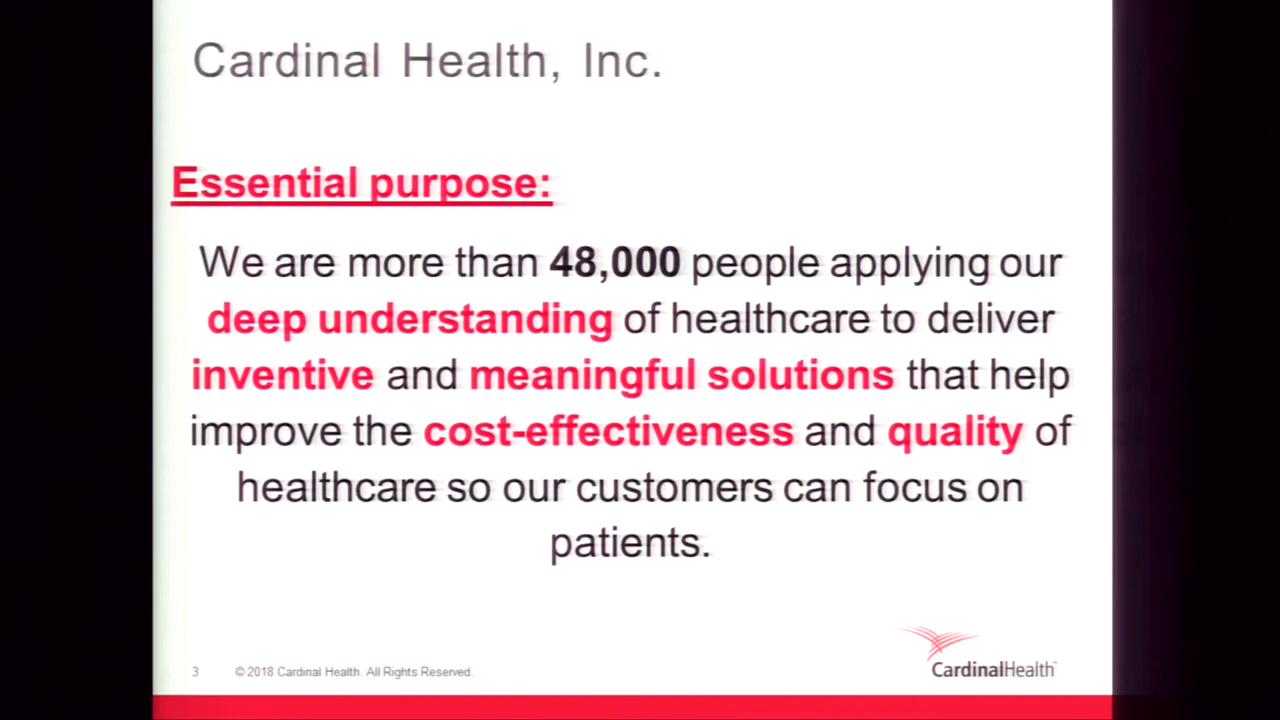 Cardinal Health, Inc.
Essential purpose:
We are more than 48,000 people applying our
deep understanding of healthcare to deliver
inventive and meaningful solutions that help
improve the cost-effectiveness and quality of
healthcare so our customers can focus on
patients.
3 © 2018 Cardinal Health. All Rights Reserved.
CardinalHealth™